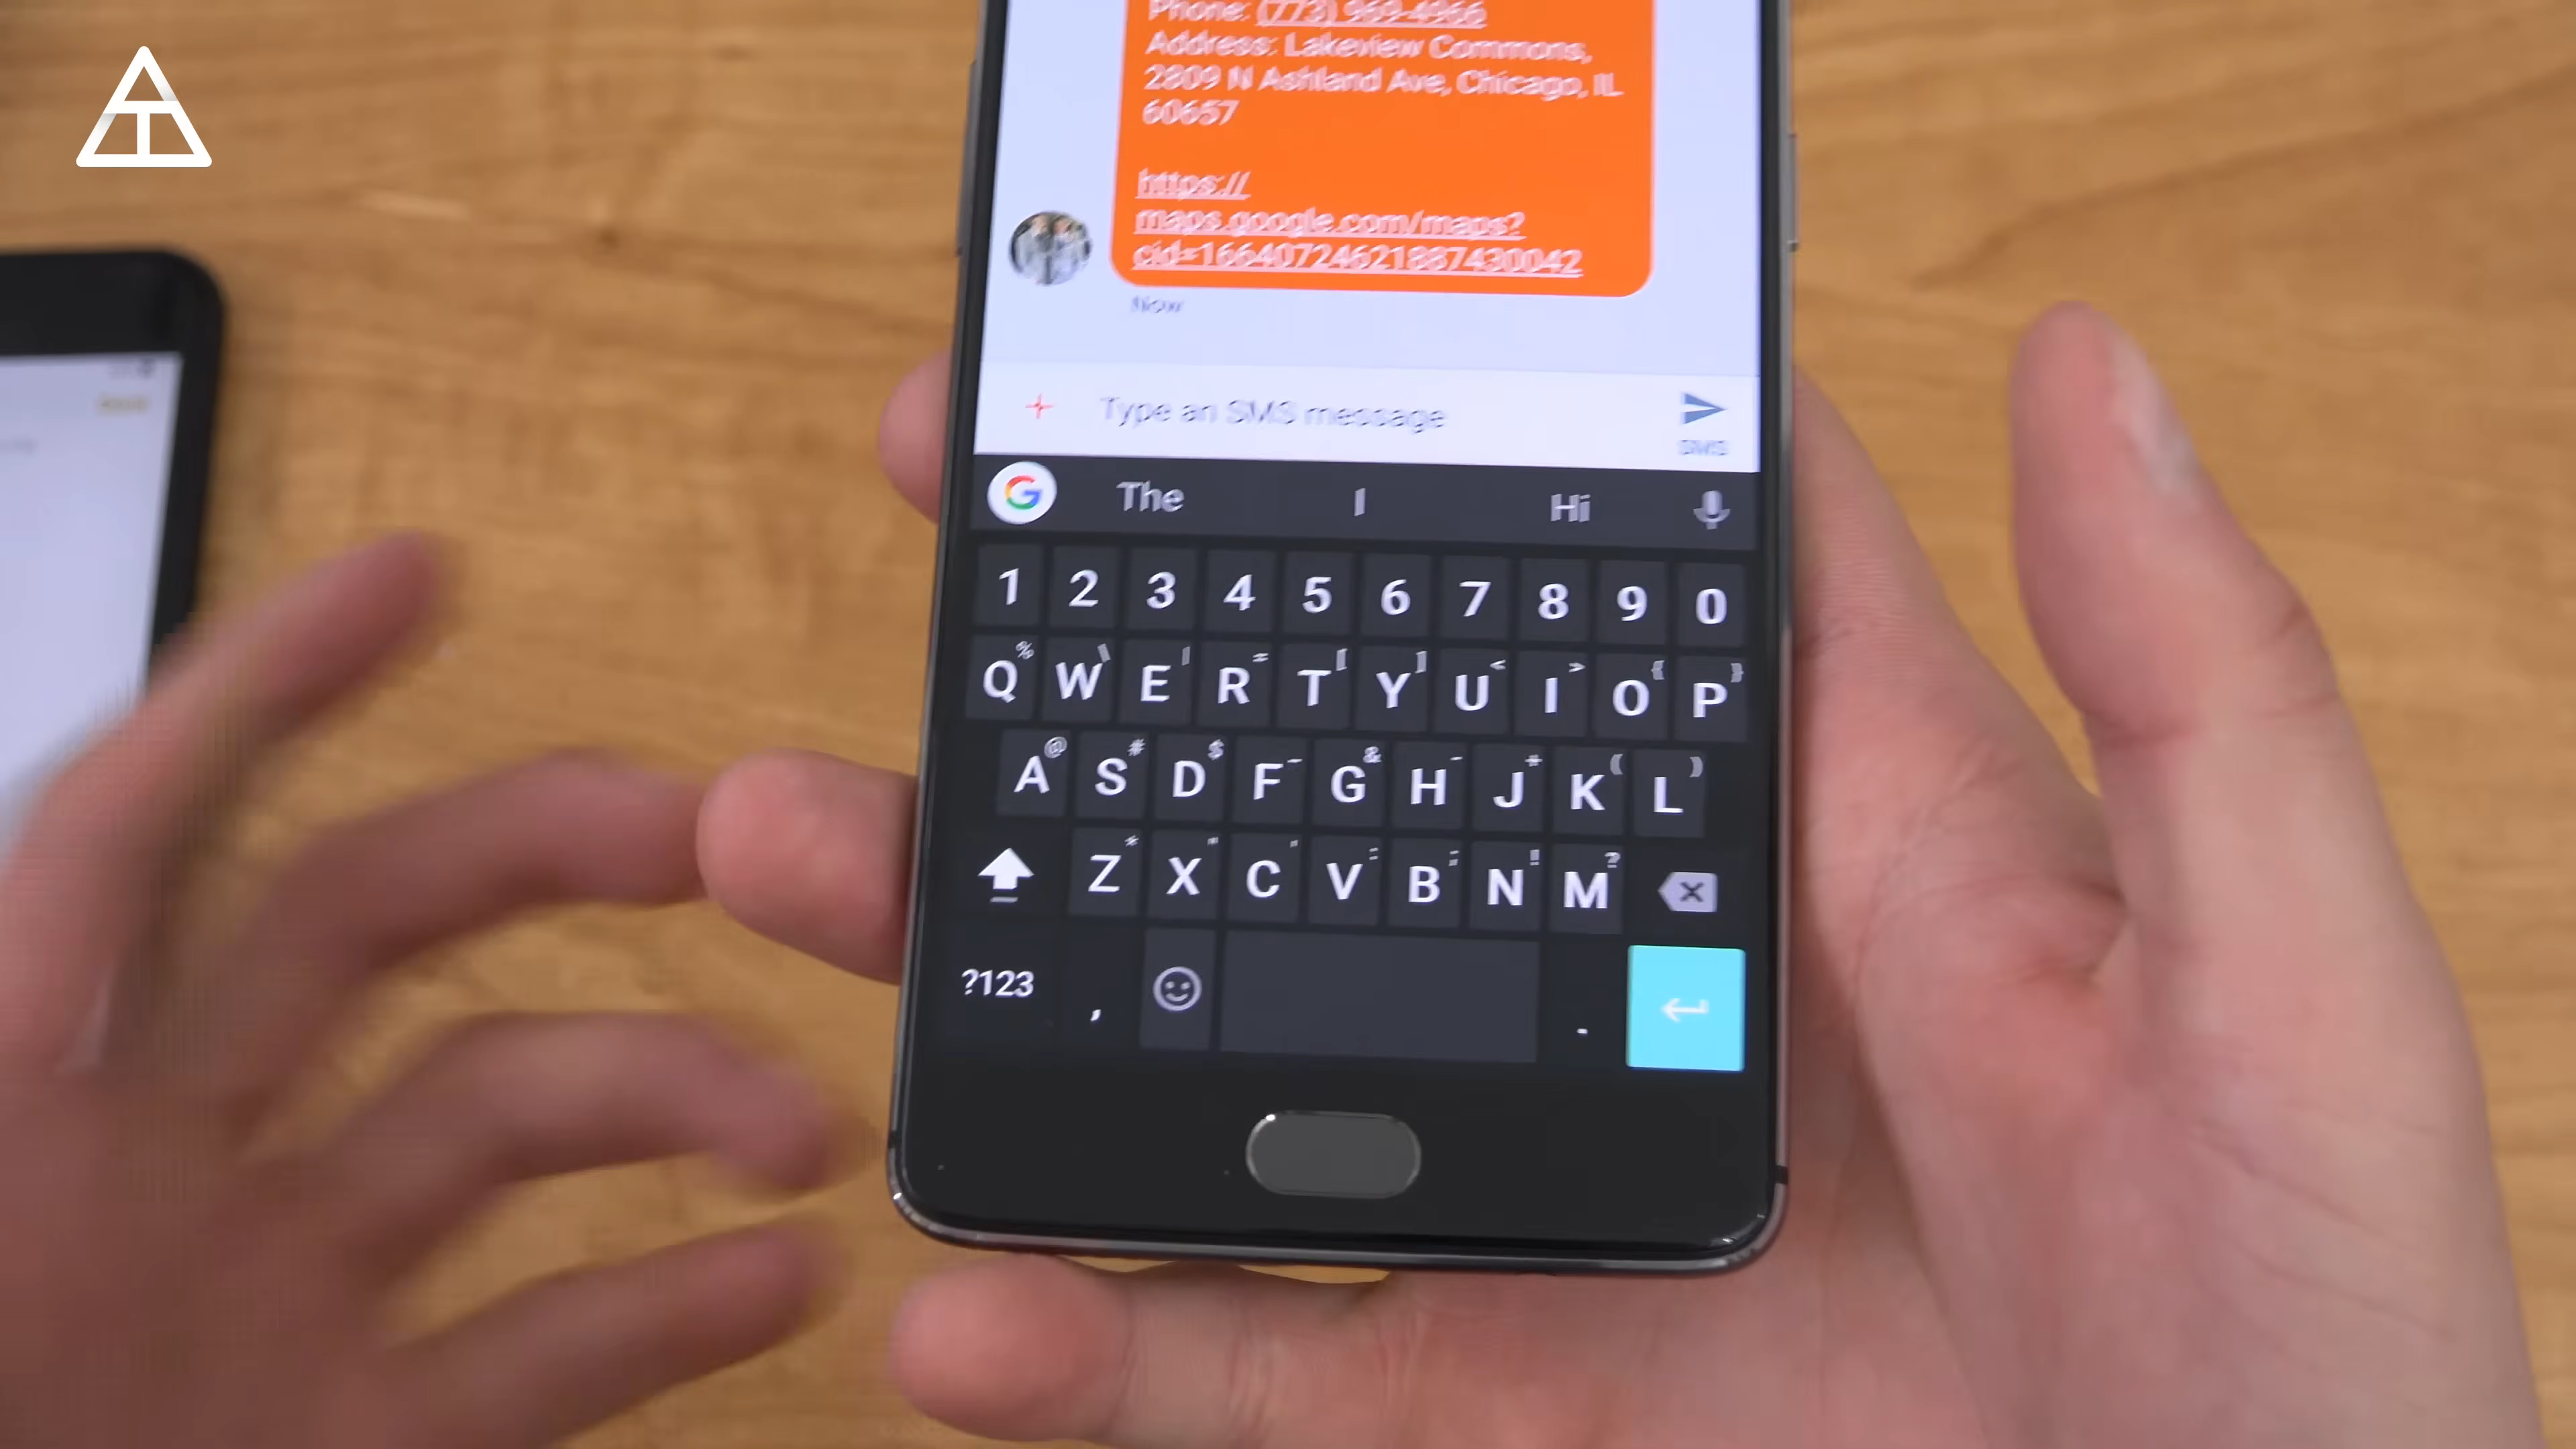 Phone: (773) 969-4966
Address: Lakeview Commons,
2809 N Ashland Ave, Chicago, IL
60657
https://
maps.google.com/maps?
cid=16640724621887430042
Now
Type an SMS message
SMS
G The I Hi
1 2 3 4 5 6 7 8 9 0
% \ | = [ ] < > { }
Q W E R T Y U I O P
@ # $ & + ( )
A S D F G H J K L
* " ' : ; ! ?
Z X C V B N M
?123 , .